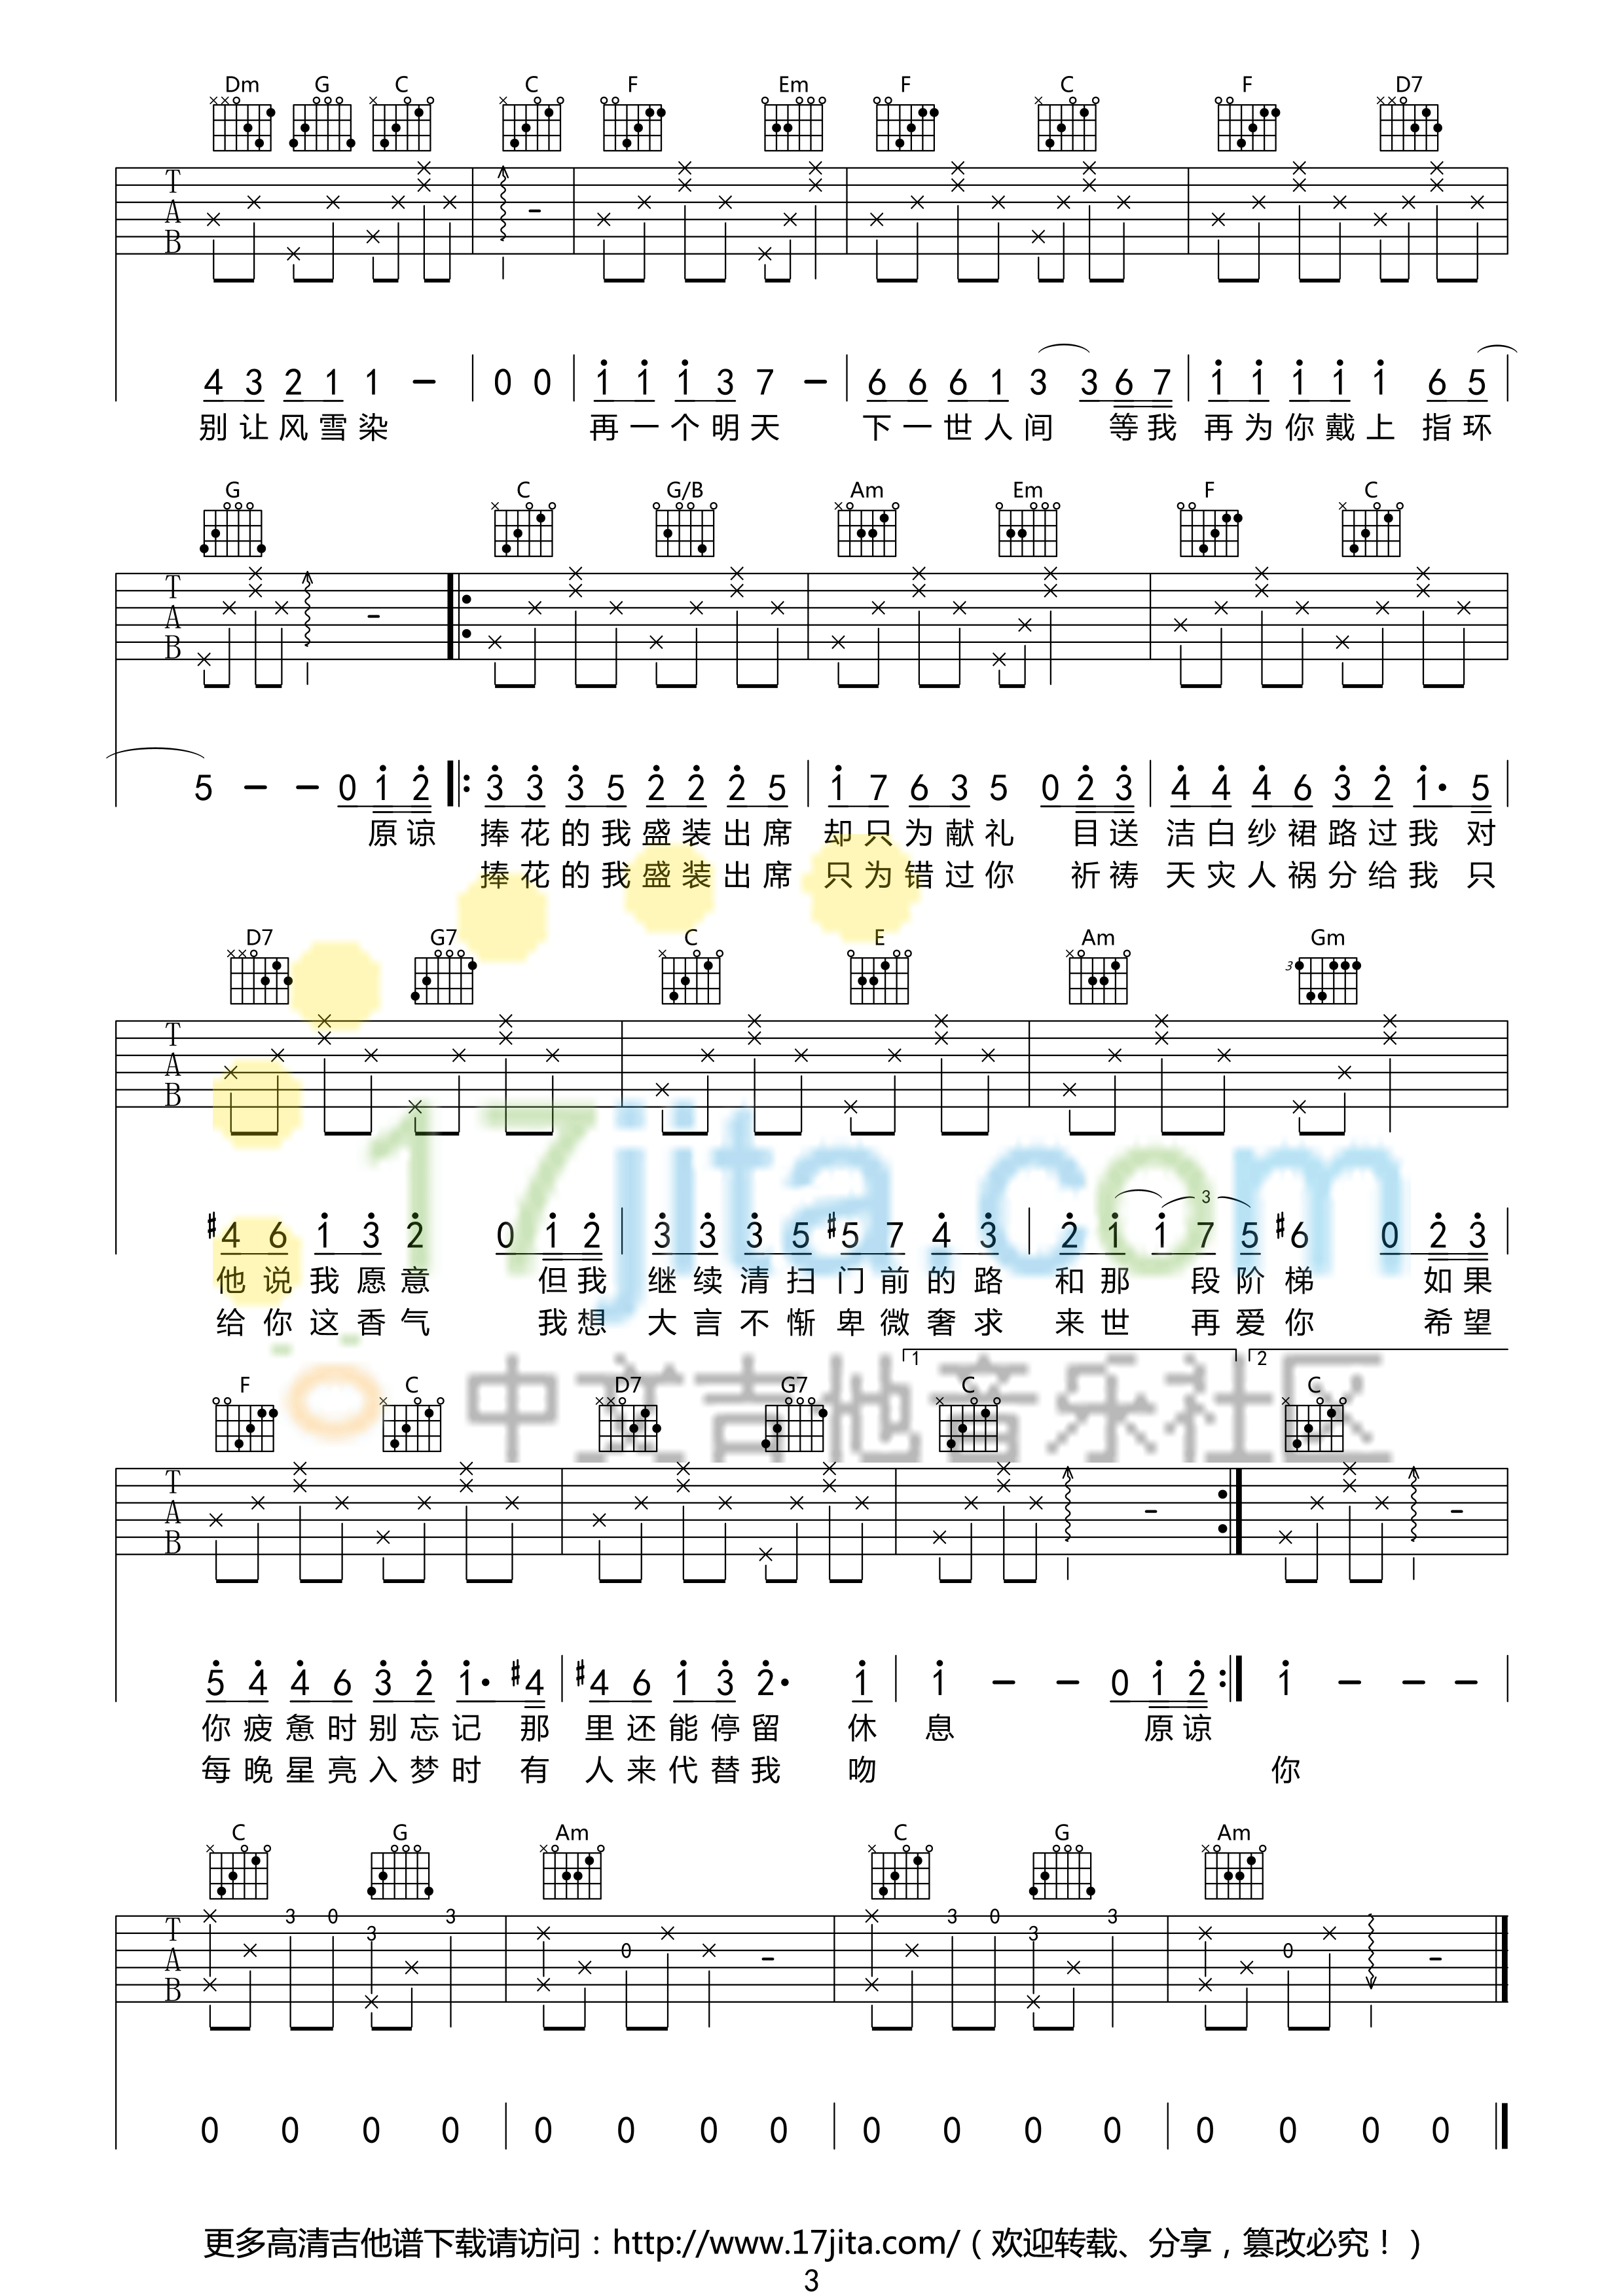 Dm G C C F Em F C F D7
T
A
B
4 3 2 1 1 — 0 0 1 1 1 3 7 — 6 6 6 1 3 3 6 7 1 1 1 1 1 6 5
别让风雪染 再一个明天 下一世人间 等我 再为你戴上 指环
G C G/B Am Em F C
T
A
B
5 — — 0 1 2 3 3 3 5 2 2 2 5 1 7 6 3 5 0 2 3 4 4 4 6 3 2 1· 5
原谅 捧花的我盛装出席 却只为献礼 目送 洁白纱裙路过我 对
捧花的我盛装出席 只为错过你 祈祷 天灾人祸分给我 只
D7 G7 C E Am Gm
3
T
A
B
3
#4 6 1 3 2 0 1 2 3 3 3 5 #5 7 4 3 2 1 1 7 5 #6 0 2 3
他说我愿意 但我 继续清扫门前的路 和那 段阶梯 如果
给你这香气 我想 大言不惭卑微奢求 来世 再爱你 希望
17jita.com
中文吉他音乐社区
1 2
F C D7 G7 C C
T
A
B
5 4 4 6 3 2 1· #4 #4 6 1 3 2· 1 1 — — 0 1 2 1 — — —
你疲惫时别忘记 那 里还能停留 休 息 原谅
每晚星亮入梦时 有 人来代替我 吻 你
C G Am C G Am
T
A
B
3 0 3 3 0 3 0 3 3 0
0 0 0 0 0 0 0 0 0 0 0 0 0 0 0 0
更多高清吉他谱下载请访问：http://www.17jita.com/（欢迎转载、分享，篡改必究！）
3